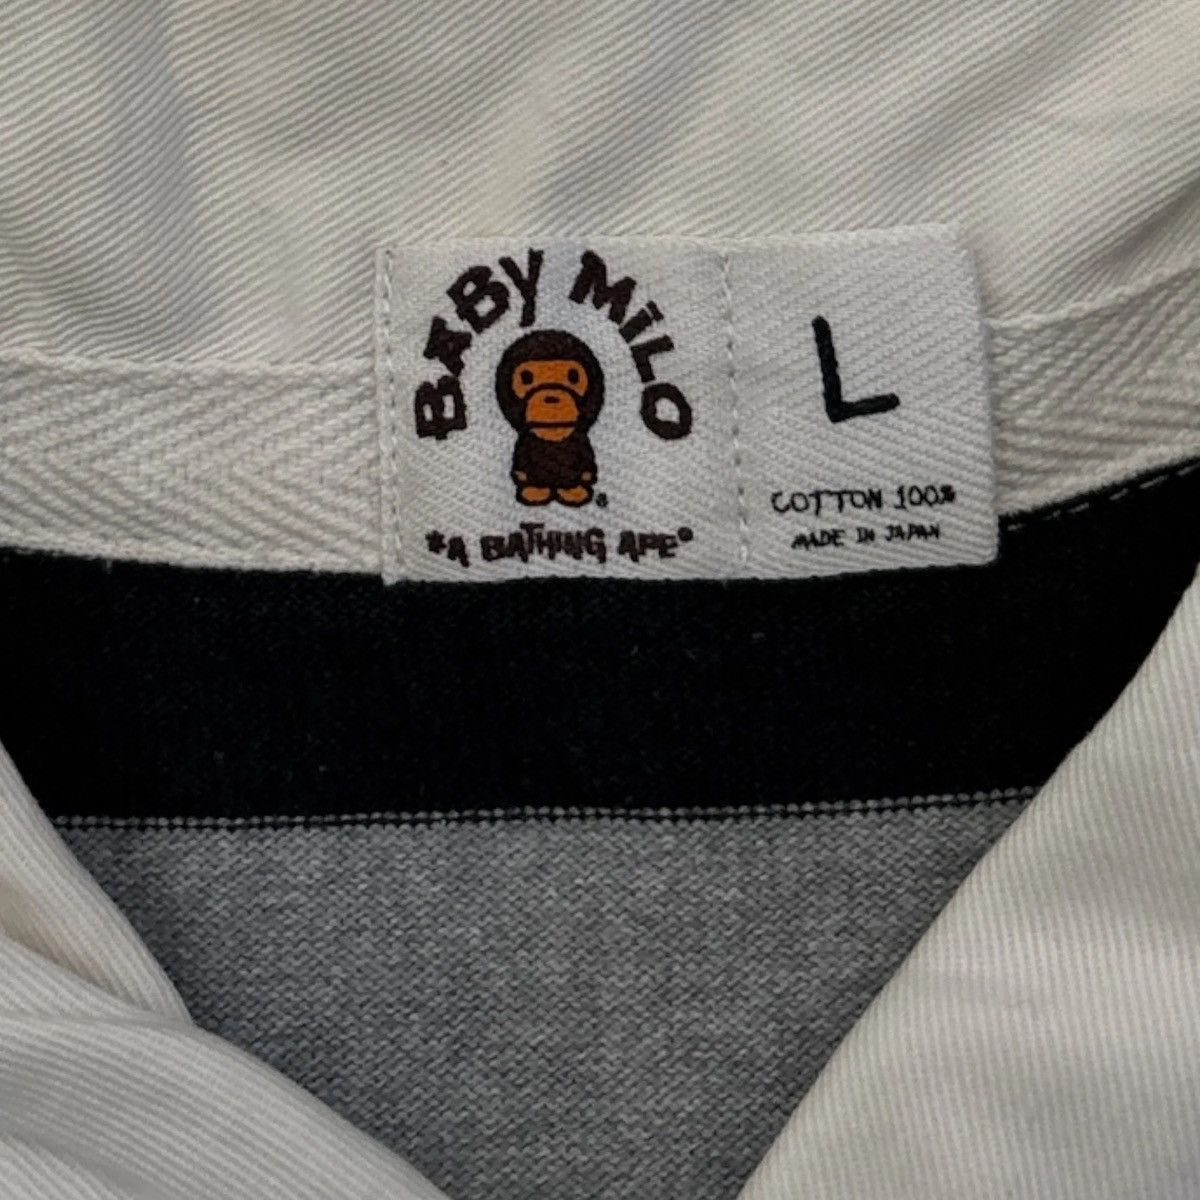 BABY MiLO
®
"A BATHING APE"
L
COTTON 100%
MADE IN JAPAN